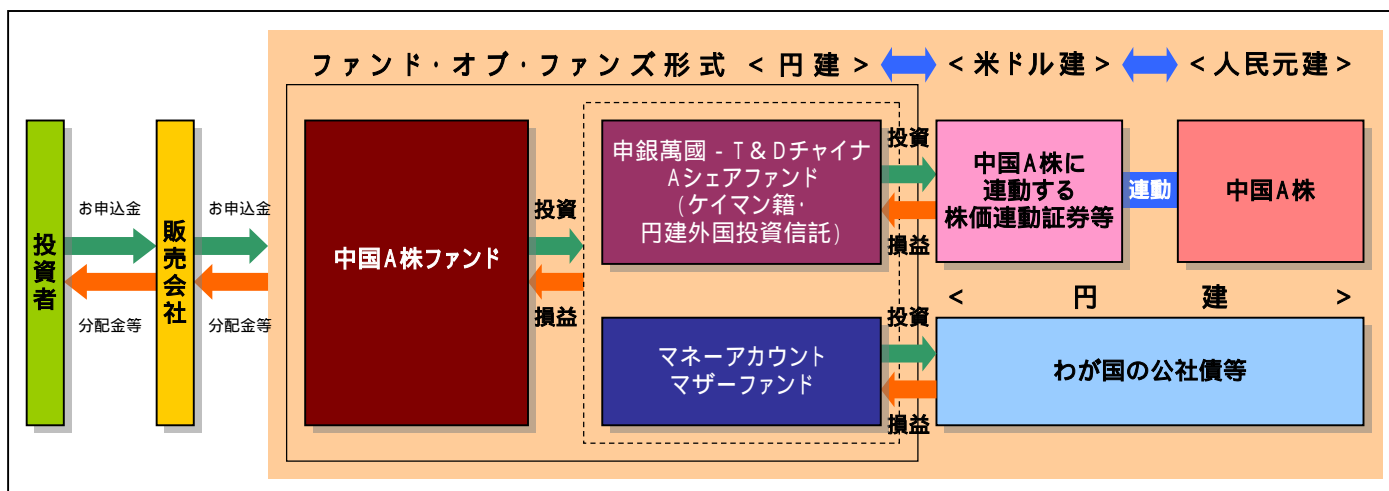 ファンド・オブ・ファンズ形式 <円建> <米ドル建> <人民元建>
投資者
お申込金
分配金等
販売会社
お申込金
分配金等
中国A株ファンド
投資
損益
申銀萬國-T&Dチャイナ
Aシェアファンド
(ケイマン籍・
円建外国投資信託)
投資
損益
中国A株に
連動する
株価連動証券等
連動
中国A株
マネーアカウント
マザーファンド
投資
損益
< 円 建 >
わが国の公社債等